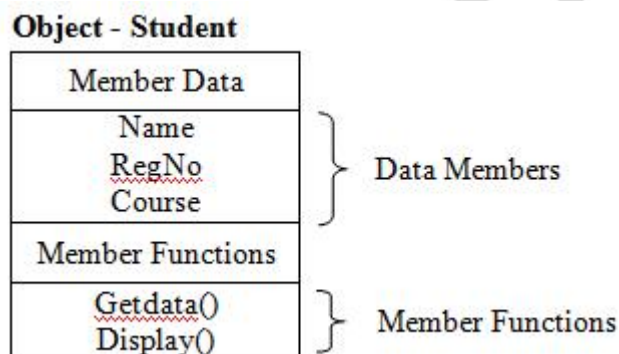 Object - Student
Member Data
Name
RegNo
Course
Data Members
Member Functions
Getdata()
Display()
Member Functions